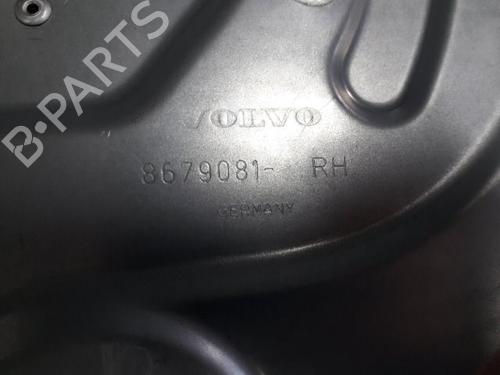 VOLVO
8679081- RH
GERMANY
B-PARTS